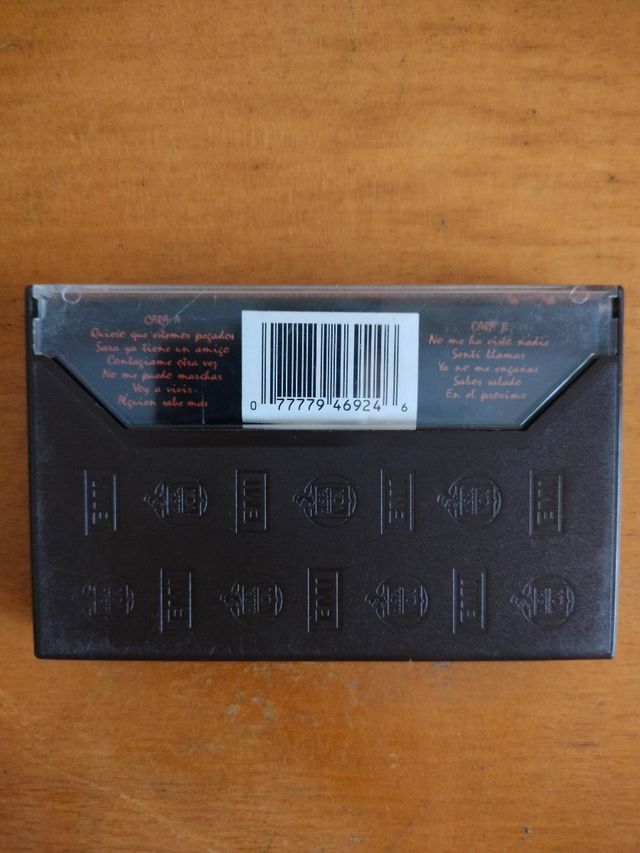 CARA A
Quiero que estemos pegados
Sara ya tiene un amigo
Contagiame otra vez
No me puedo marchar
Voy a vivir
Alguien sabe más
0 77779 46924 6
CARA B
No me ha visto nadie
Sentí llamar
Ya no me engañas
Sabor salado
En el próximo
EMI
EMI
EMI
EMI
EMI
EMI
EMI